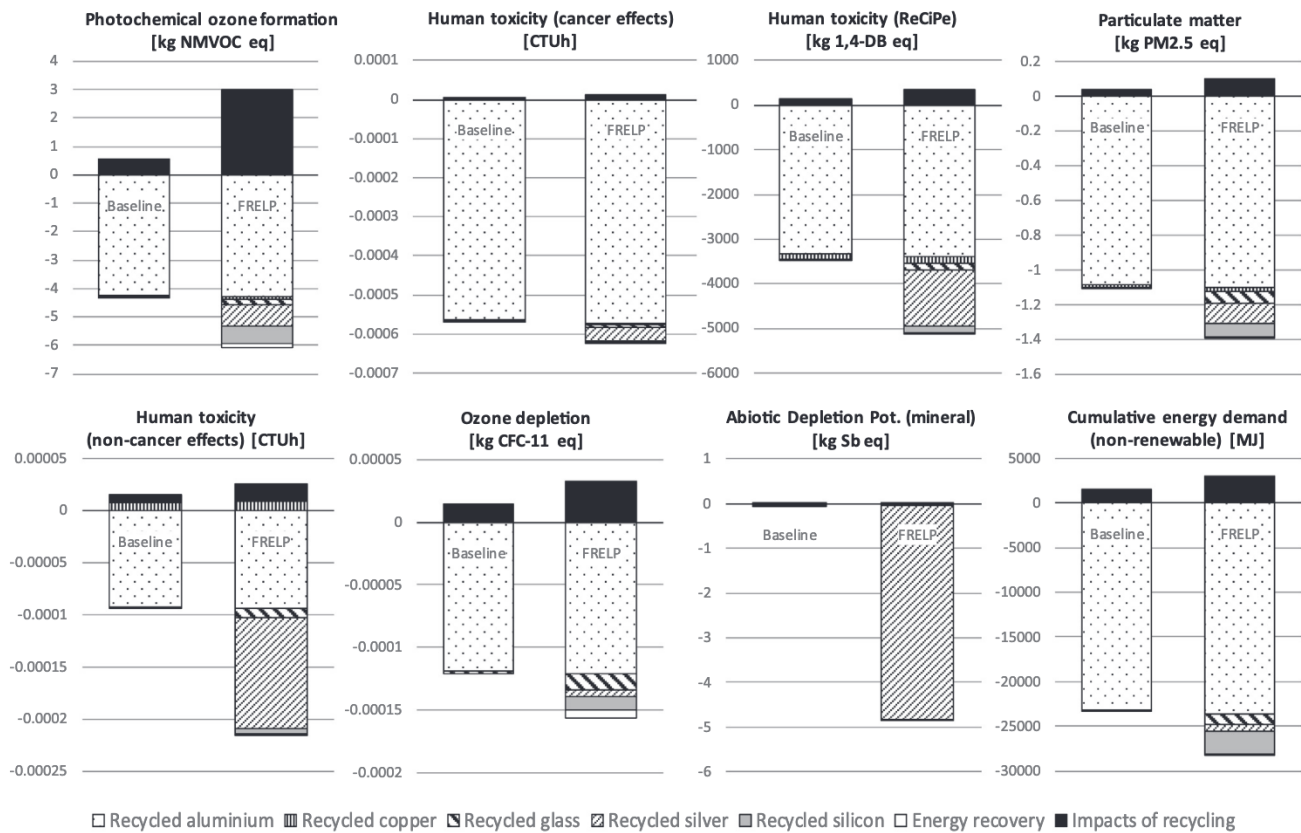 Photochemical ozone formation
[kg NMVOC eq]
4
3
2
1
0
-1
-2
-3
-4
-5
-6
-7
Baseline
FRELP
Human toxicity (cancer effects)
[CTUh]
0.0001
0
-0.0001
-0.0002
-0.0003
-0.0004
-0.0005
-0.0006
-0.0007
Baseline
FRELP
Human toxicity (ReCiPe)
[kg 1,4-DB eq]
1000
0
-1000
-2000
-3000
-4000
-5000
-6000
Baseline
FRELP
Particulate matter
[kg PM2.5 eq]
0.2
0
-0.2
-0.4
-0.6
-0.8
-1
-1.2
-1.4
-1.6
Baseline
FRELP
Human toxicity
(non-cancer effects) [CTUh]
0.00005
0
-0.00005
-0.0001
-0.00015
-0.0002
-0.00025
Baseline
FRELP
Ozone depletion
[kg CFC-11 eq]
0.00005
0
-0.00005
-0.0001
-0.00015
-0.0002
Baseline
FRELP
Abiotic Depletion Pot. (mineral)
[kg Sb eq]
1
0
-1
-2
-3
-4
-5
-6
Baseline
FRELP
Cumulative energy demand
(non-renewable) [MJ]
5000
0
-5000
-10000
-15000
-20000
-25000
-30000
Baseline
FRELP
Recycled aluminium Recycled copper Recycled glass Recycled silver Recycled silicon Energy recovery Impacts of recycling